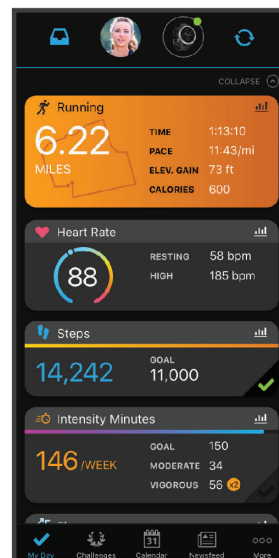 COLLAPSE
Running
6.22
MILES
TIME 1:13:10
PACE 11:43/mi
ELEV. GAIN 73 ft
CALORIES 600
Heart Rate
88
RESTING 58 bpm
HIGH 185 bpm
Steps
14,242
GOAL
11,000
Intensity Minutes
146 /WEEK
GOAL 150
MODERATE 34
VIGOROUS 56 x2
31
My Day Challenges Calendar Newsfeed More